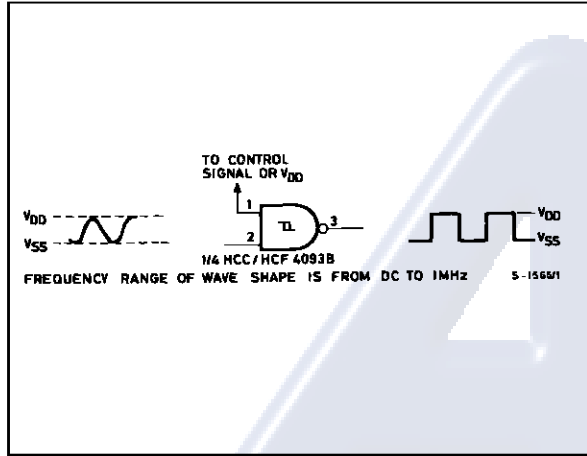 TO CONTROL
SIGNAL OR VDD
1
2
3
VDD
VSS
VDD
VSS
1/4 HCC / HCF 4093B
FREQUENCY RANGE OF WAVE SHAPE IS FROM DC TO 1MHz
S-1566/1